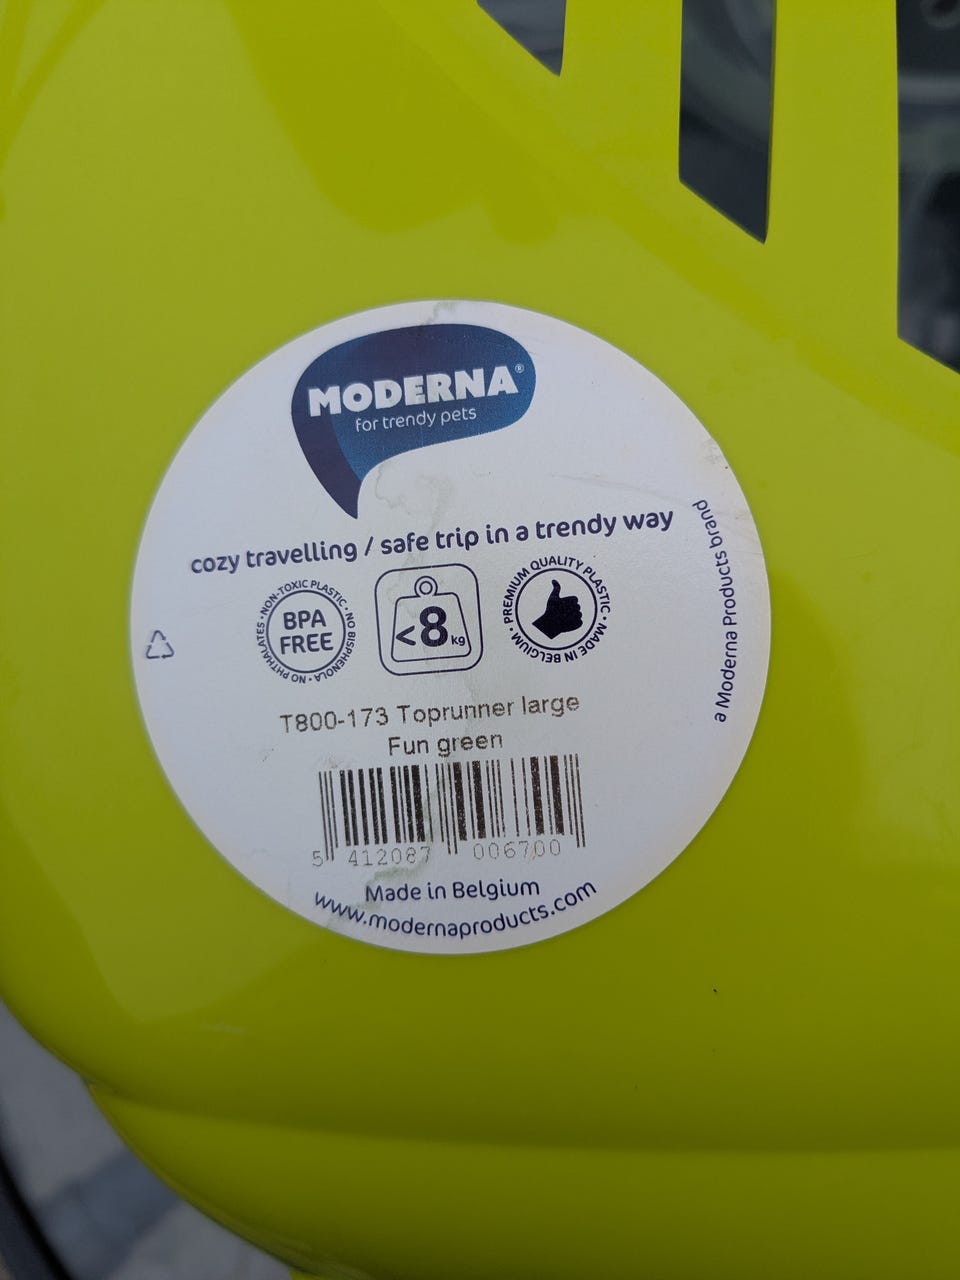 MODERNA®
for trendy pets
cozy travelling / safe trip in a trendy way
NON-TOXIC PLASTIC • NO BISPHENOLA • NO PHTHALATES •
BPA
FREE
<8kg
PREMIUM QUALITY PLASTIC • MADE IN BELGIUM •
a Moderna Products brand
T800-173 Toprunner large
Fun green
5 412087 006700
Made in Belgium
www.modernaproducts.com